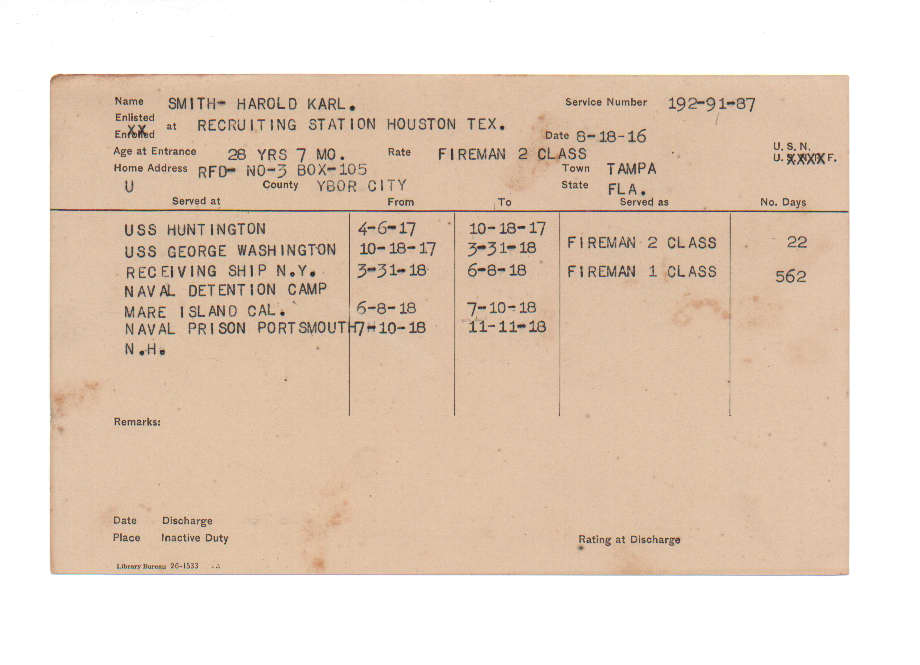 Name SMITH- HAROLD KARL. Service Number 192-91-87
Enlisted
Enrolled at RECRUITING STATION HOUSTON TEX. Date 8-18-16
Age at Entrance 28 YRS 7 MO. Rate FIREMAN 2 CLASS U. S. N.
Home Address RFD- NO-3 BOX-105 Town TAMPA U. XXXX F.
U County YBOR CITY State FLA.
Served at From To Served as No. Days
USS HUNTINGTON 4-6-17 10-18-17
USS GEORGE WASHINGTON 10-18-17 3-31-18 FIREMAN 2 CLASS 22
RECEIVING SHIP N.Y. 3-31-18 6-8-18 FIREMAN 1 CLASS 562
NAVAL DETENTION CAMP
MARE ISLAND CAL. 6-8-18 7-10-18
NAVAL PRISON PORTSMOUTH 7-10-18 11-11-18
N.H.
Remarks:
Date Discharge
Place Inactive Duty Rating at Discharge
Library Bureau 26-1533